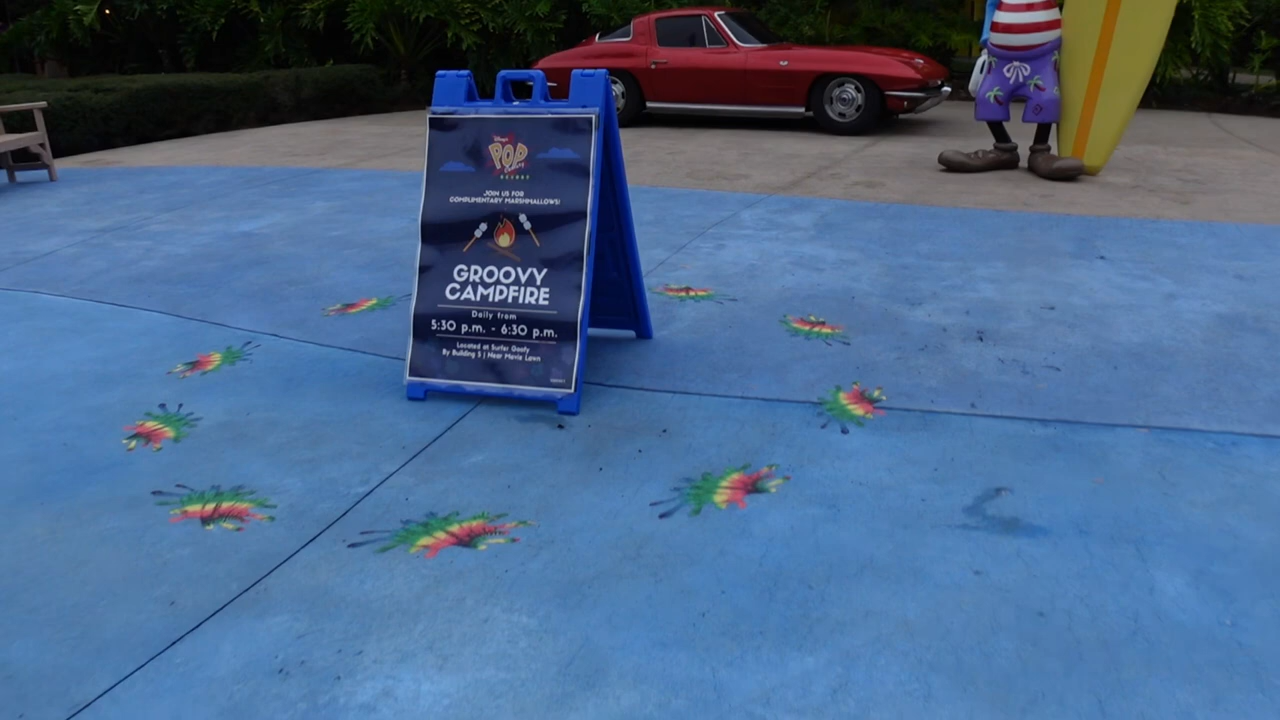 Disney's
POP
Century
RESORT
JOIN US FOR
COMPLIMENTARY MARSHMALLOWS!
GROOVY
CAMPFIRE
Daily from
5:30 p.m. - 6:30 p.m.
Located at Surfer Goofy
By Building 5 | Near Movie Lawn